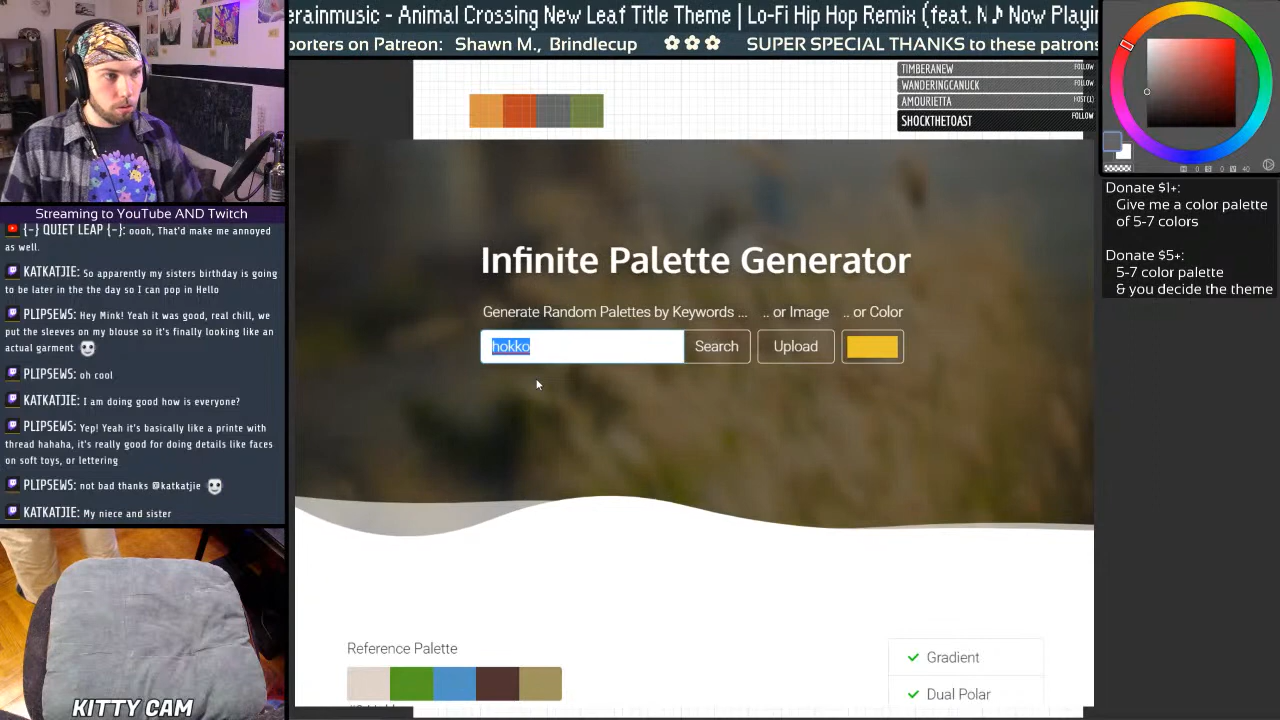 erainmusic - Animal Crossing New Leaf Title Theme | Lo-Fi Hip Hop Remix (feat. N♪ Now Playin
porters on Patreon: Shawn M., Brindlecup ✿ ✿ ✿ SUPER SPECIAL THANKS to these patrons
TIMBERANEW FOLLOW
WANDERINGCANUCK FOLLOW
AMOURIETTA HOST(1)
SHOCKTHETOAST FOLLOW
Donate $1+:
Give me a color palette
of 5-7 colors
Donate $5+:
5-7 color palette
& you decide the theme
Streaming to YouTube AND Twitch
{-} QUIET LEAP {-}: oooh, That'd make me annoyed
as well.
KATKATJIE: So apparently my sisters birthday is going
to be later in the the day so I can pop in Hello
PLIPSEWS: Hey Mink! Yeah it was good, real chill, we
put the sleeves on my blouse so it's finally looking like an
actual garment
PLIPSEWS: oh cool
KATKATJIE: I am doing good how is everyone?
PLIPSEWS: Yep! Yeah it's basically like a printe with
thread hahaha, it's really good for doing details like faces
on soft toys, or lettering
PLIPSEWS: not bad thanks @katkatjie
KATKATJIE: My niece and sister
Infinite Palette Generator
Generate Random Palettes by Keywords ... .. or Image .. or Color
hokko Search Upload
Reference Palette
Gradient
Dual Polar
KITTY CAM